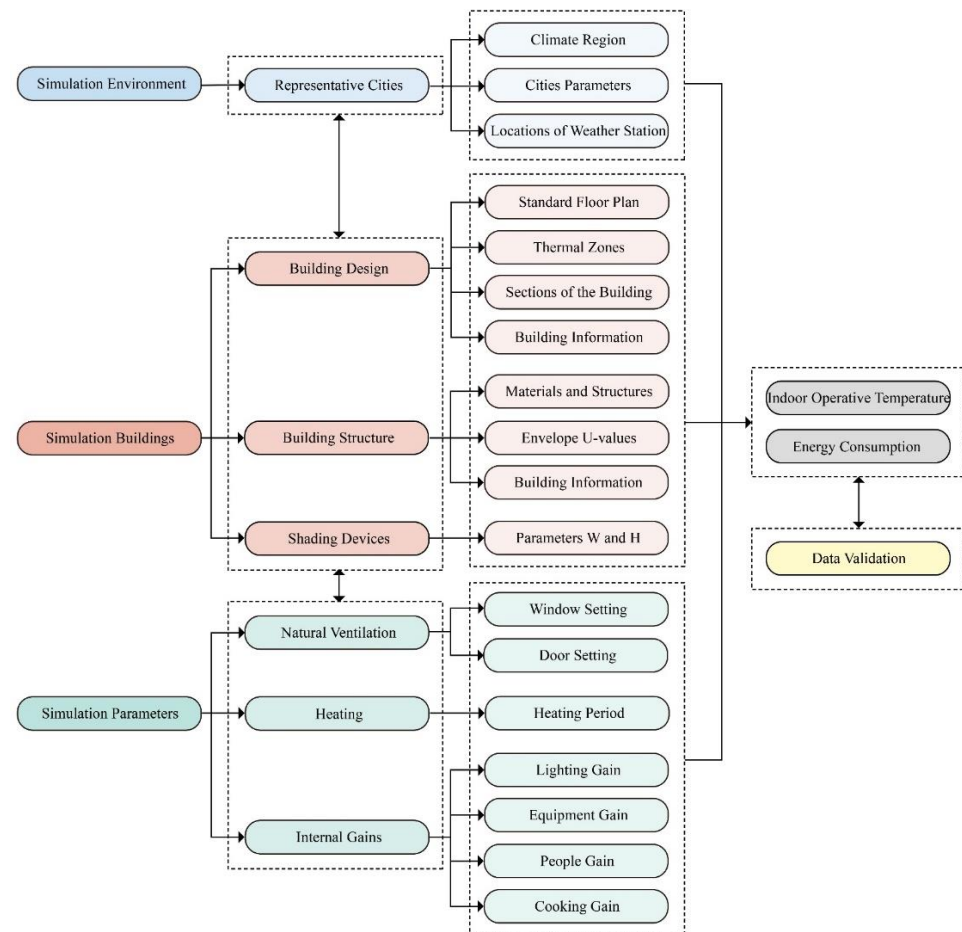 Simulation Environment
Representative Cities
Climate Region
Cities Parameters
Locations of Weather Station
Simulation Buildings
Building Design
Standard Floor Plan
Thermal Zones
Sections of the Building
Building Information
Building Structure
Materials and Structures
Envelope U-values
Building Information
Shading Devices
Parameters W and H
Simulation Parameters
Natural Ventilation
Window Setting
Door Setting
Heating
Heating Period
Internal Gains
Lighting Gain
Equipment Gain
People Gain
Cooking Gain
Indoor Operative Temperature
Energy Consumption
Data Validation